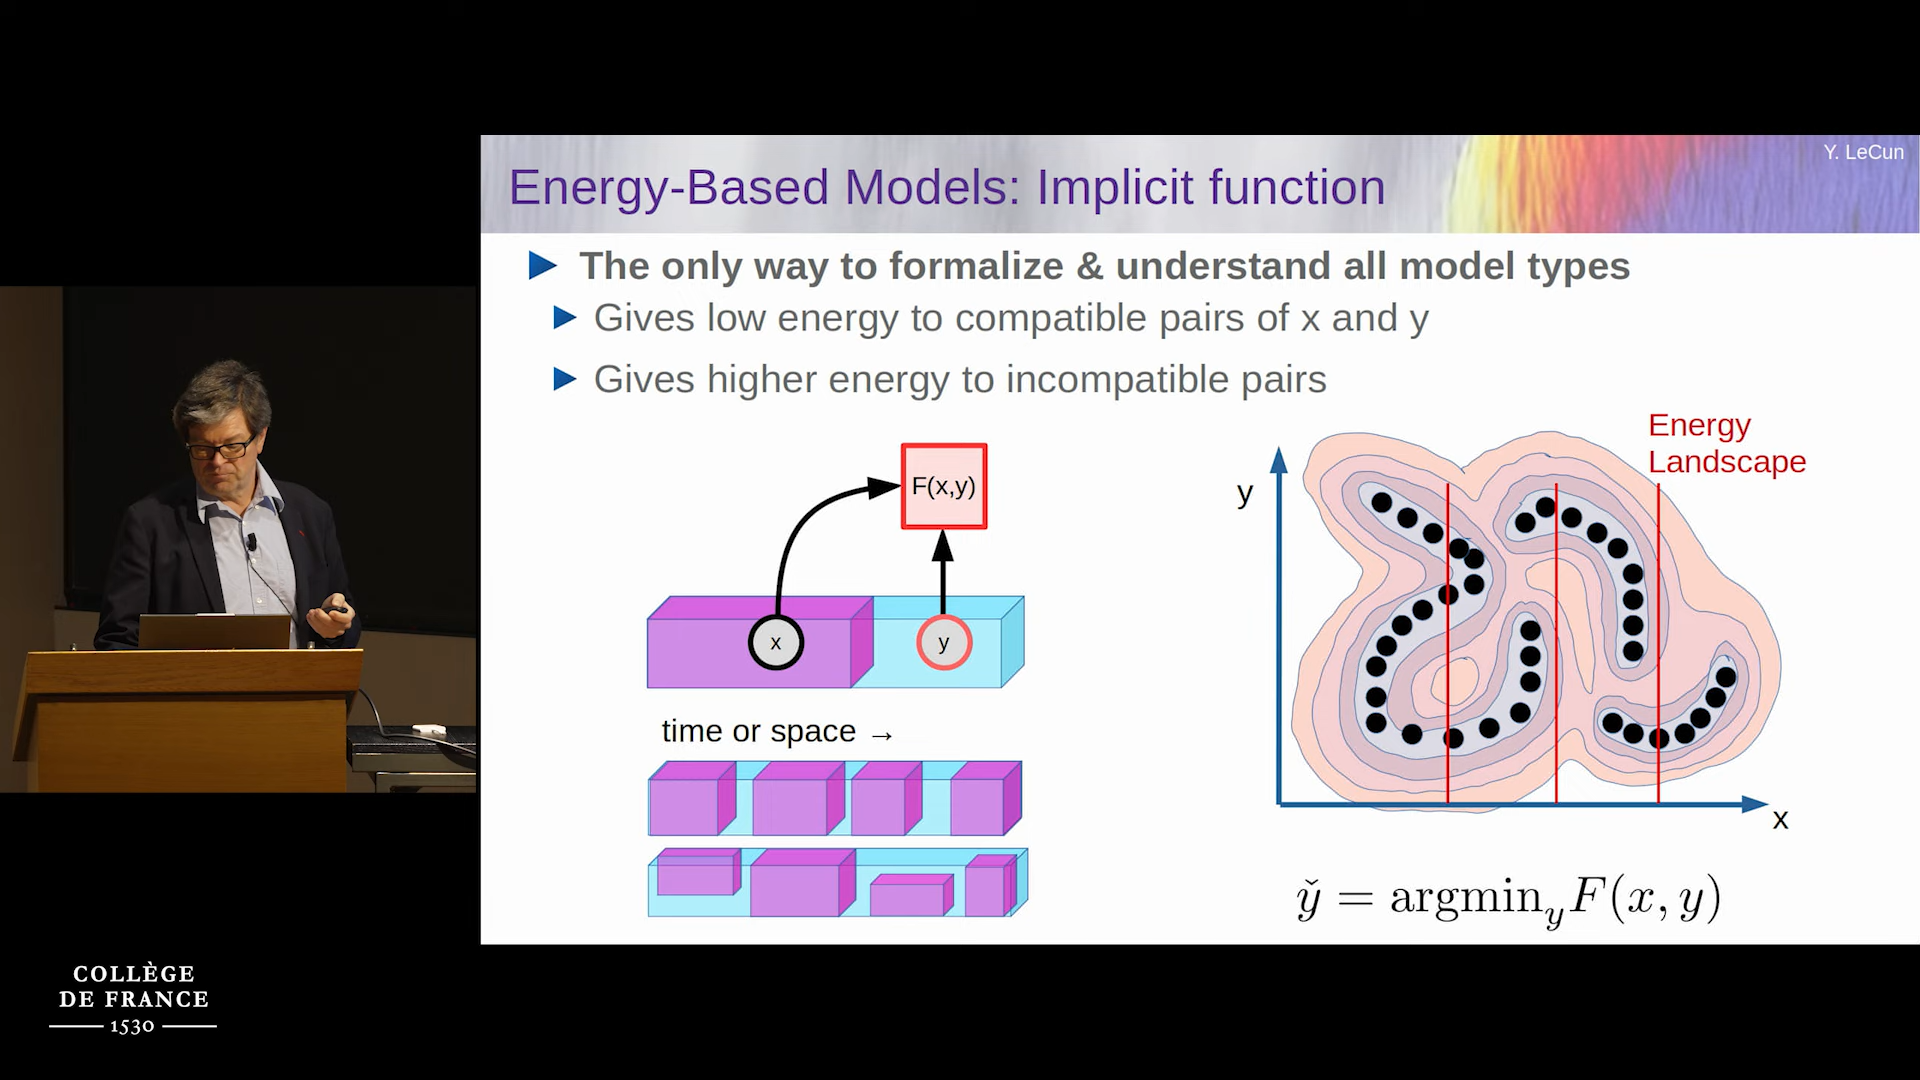 Y. LeCun
Energy-Based Models: Implicit function
The only way to formalize & understand all model types
Gives low energy to compatible pairs of x and y
Gives higher energy to incompatible pairs
Energy
Landscape
F(x,y)
y
x
y
time or space →
x
y̌ = argmin_y F(x, y)
COLLÈGE
DE FRANCE
1530